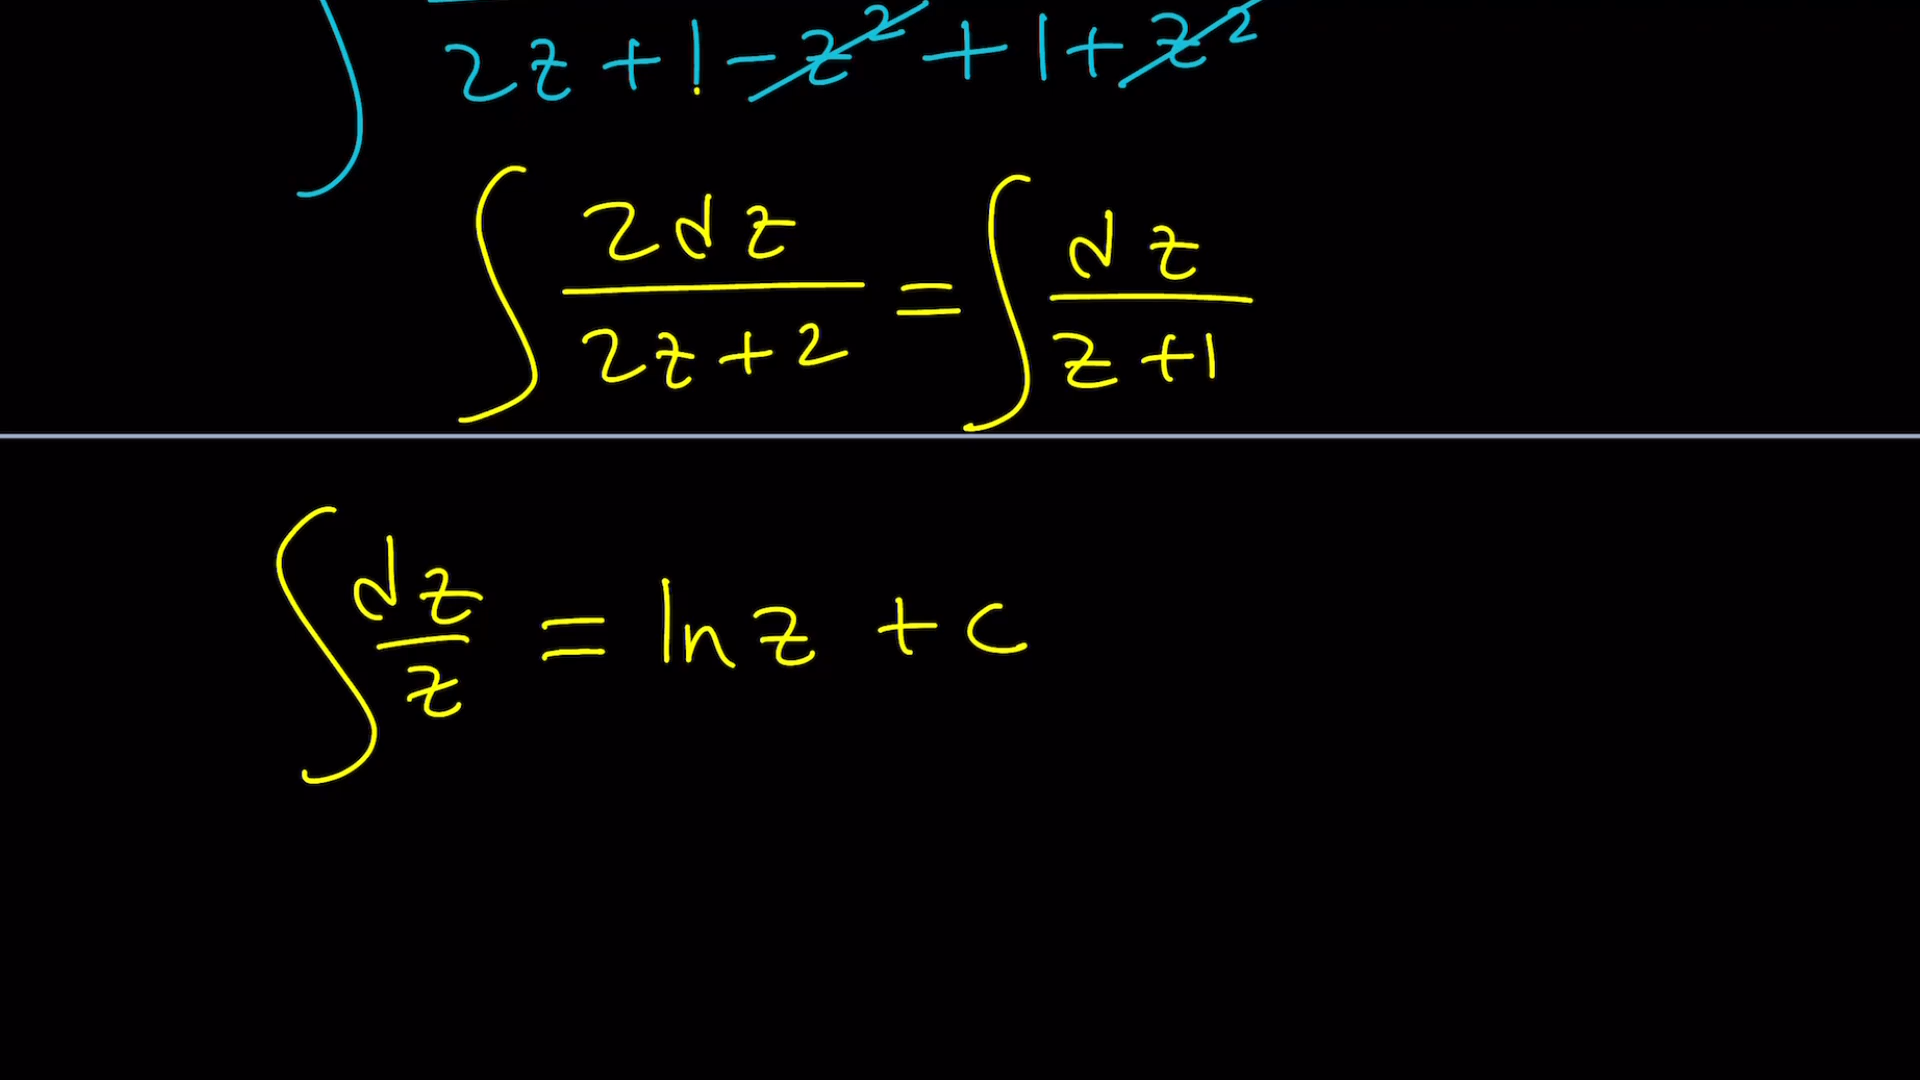 ∫ 2z + 1 - z² + 1 + z²
∫ 2dz / 2z + 2 = ∫ dz / z + 1
∫ dz / z = ln z + c